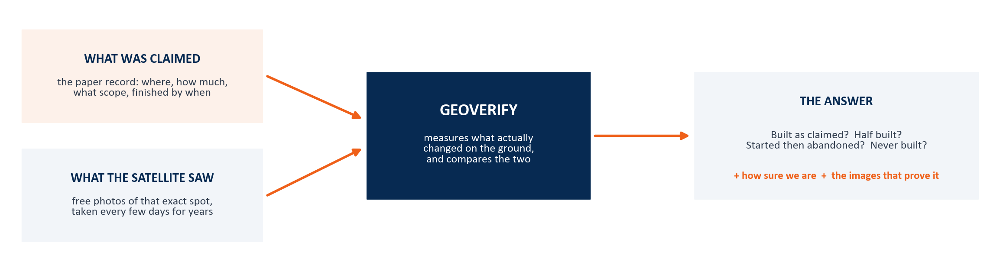 WHAT WAS CLAIMED
the paper record: where, how much,
what scope, finished by when
WHAT THE SATELLITE SAW
free photos of that exact spot,
taken every few days for years
GEOVERIFY
measures what actually
changed on the ground,
and compares the two
THE ANSWER
Built as claimed?  Half built?
Started then abandoned?  Never built?
+ how sure we are  +  the images that prove it